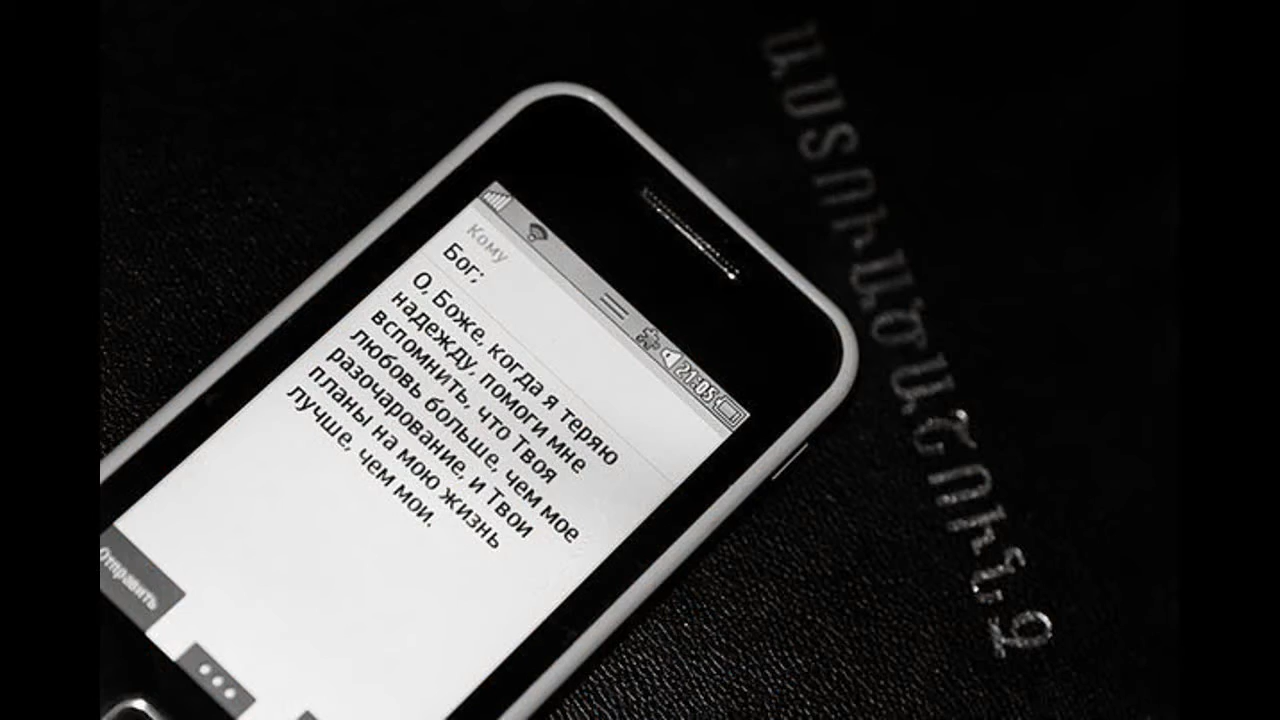 21:05
Кому
Бог;
О, Боже, когда я теряю
надежду, помоги мне
вспомнить, что Твоя
любовь больше, чем мое
разочарование, и Твои
планы на мою жизнь
лучше, чем мои.
Отправить
ԱՍՏՈՒԱԾԱՇՈՒՆՉ